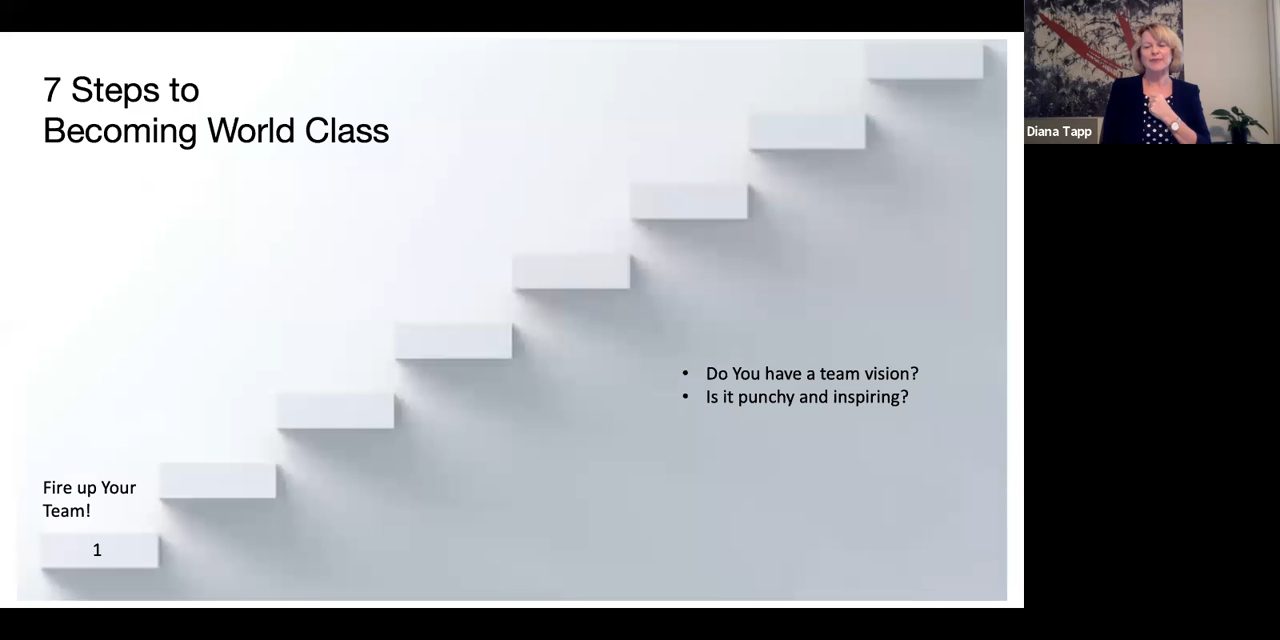 7 Steps to
Becoming World Class
• Do You have a team vision?
• Is it punchy and inspiring?
Fire up Your
Team!
1
Diana Tapp